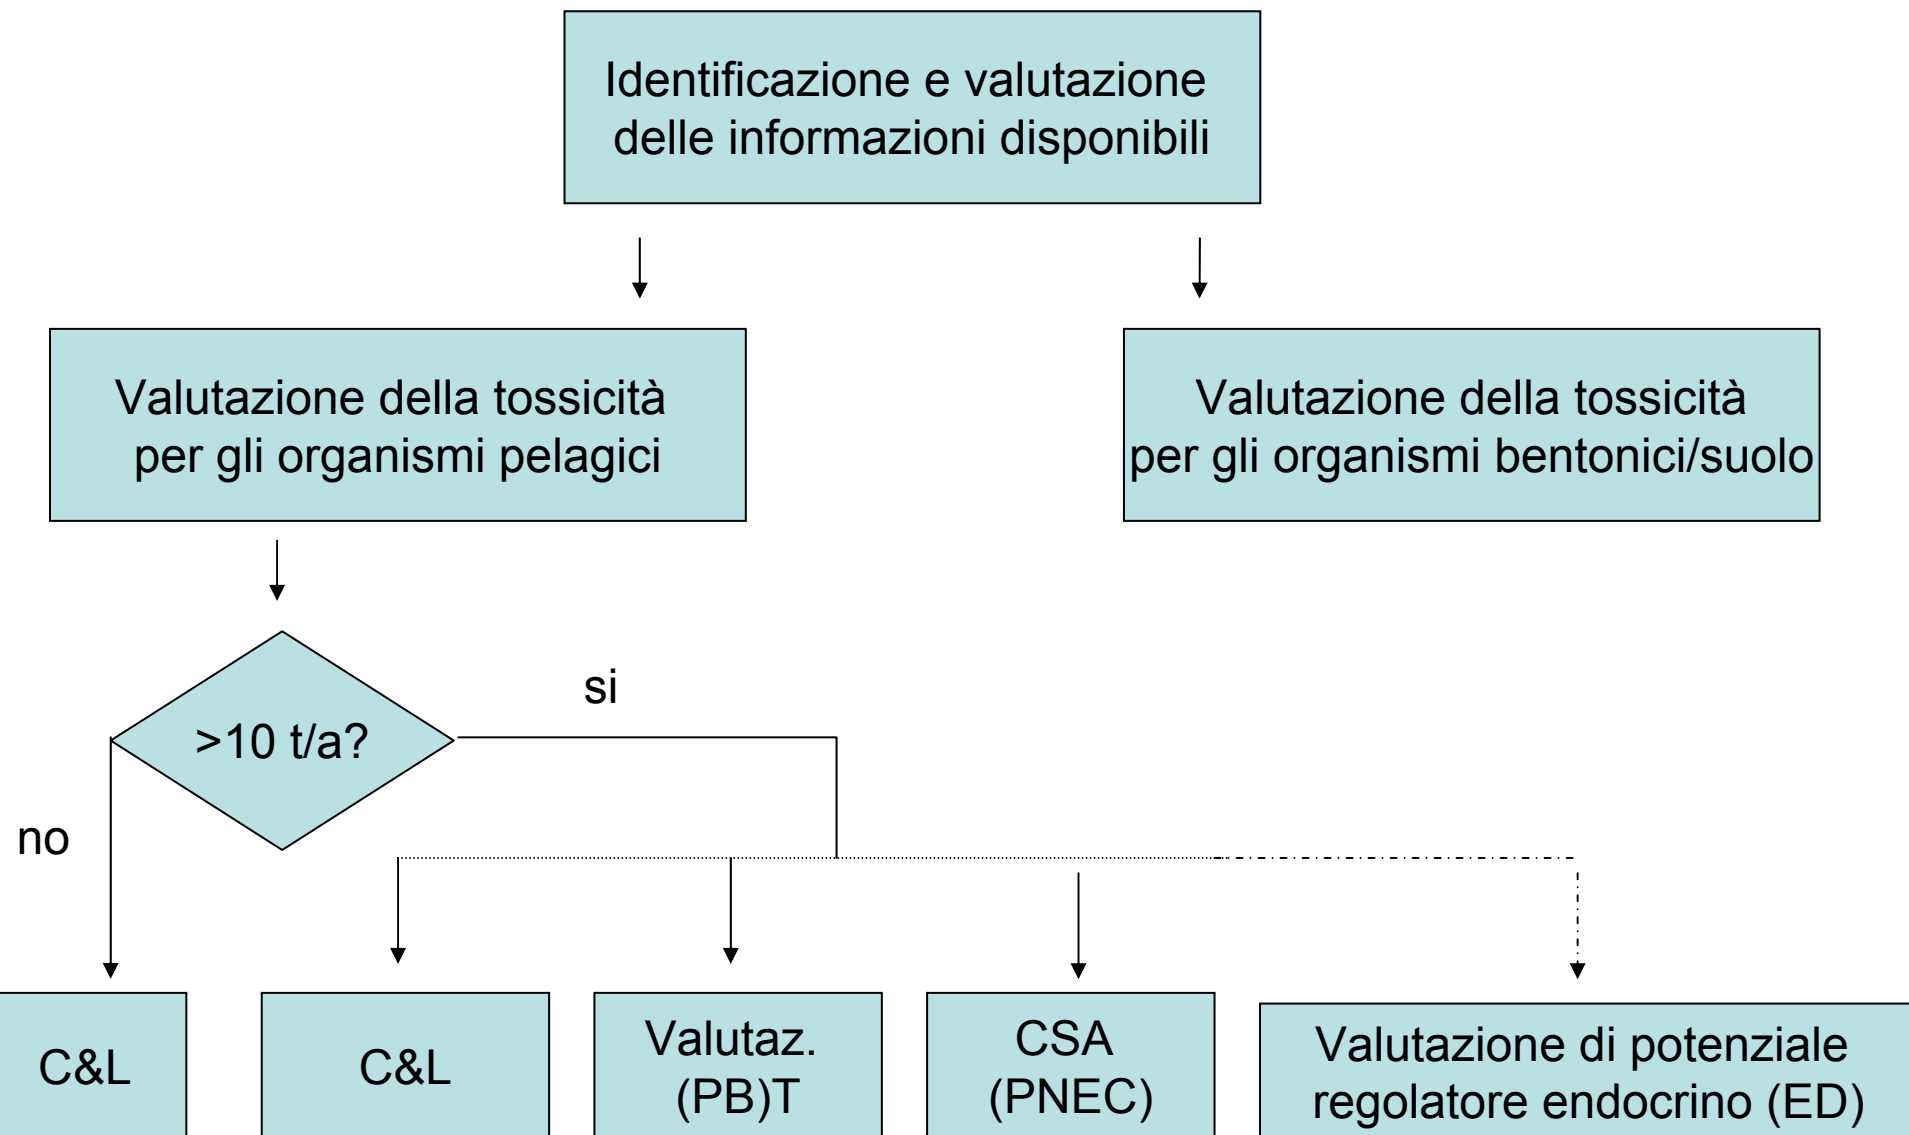 Identificazione e valutazione
delle informazioni disponibili
Valutazione della tossicità
per gli organismi pelagici
Valutazione della tossicità
per gli organismi bentonici/suolo
>10 t/a?
si
no
C&L
C&L
Valutaz.
(PB)T
CSA
(PNEC)
Valutazione di potenziale
regolatore endocrino (ED)